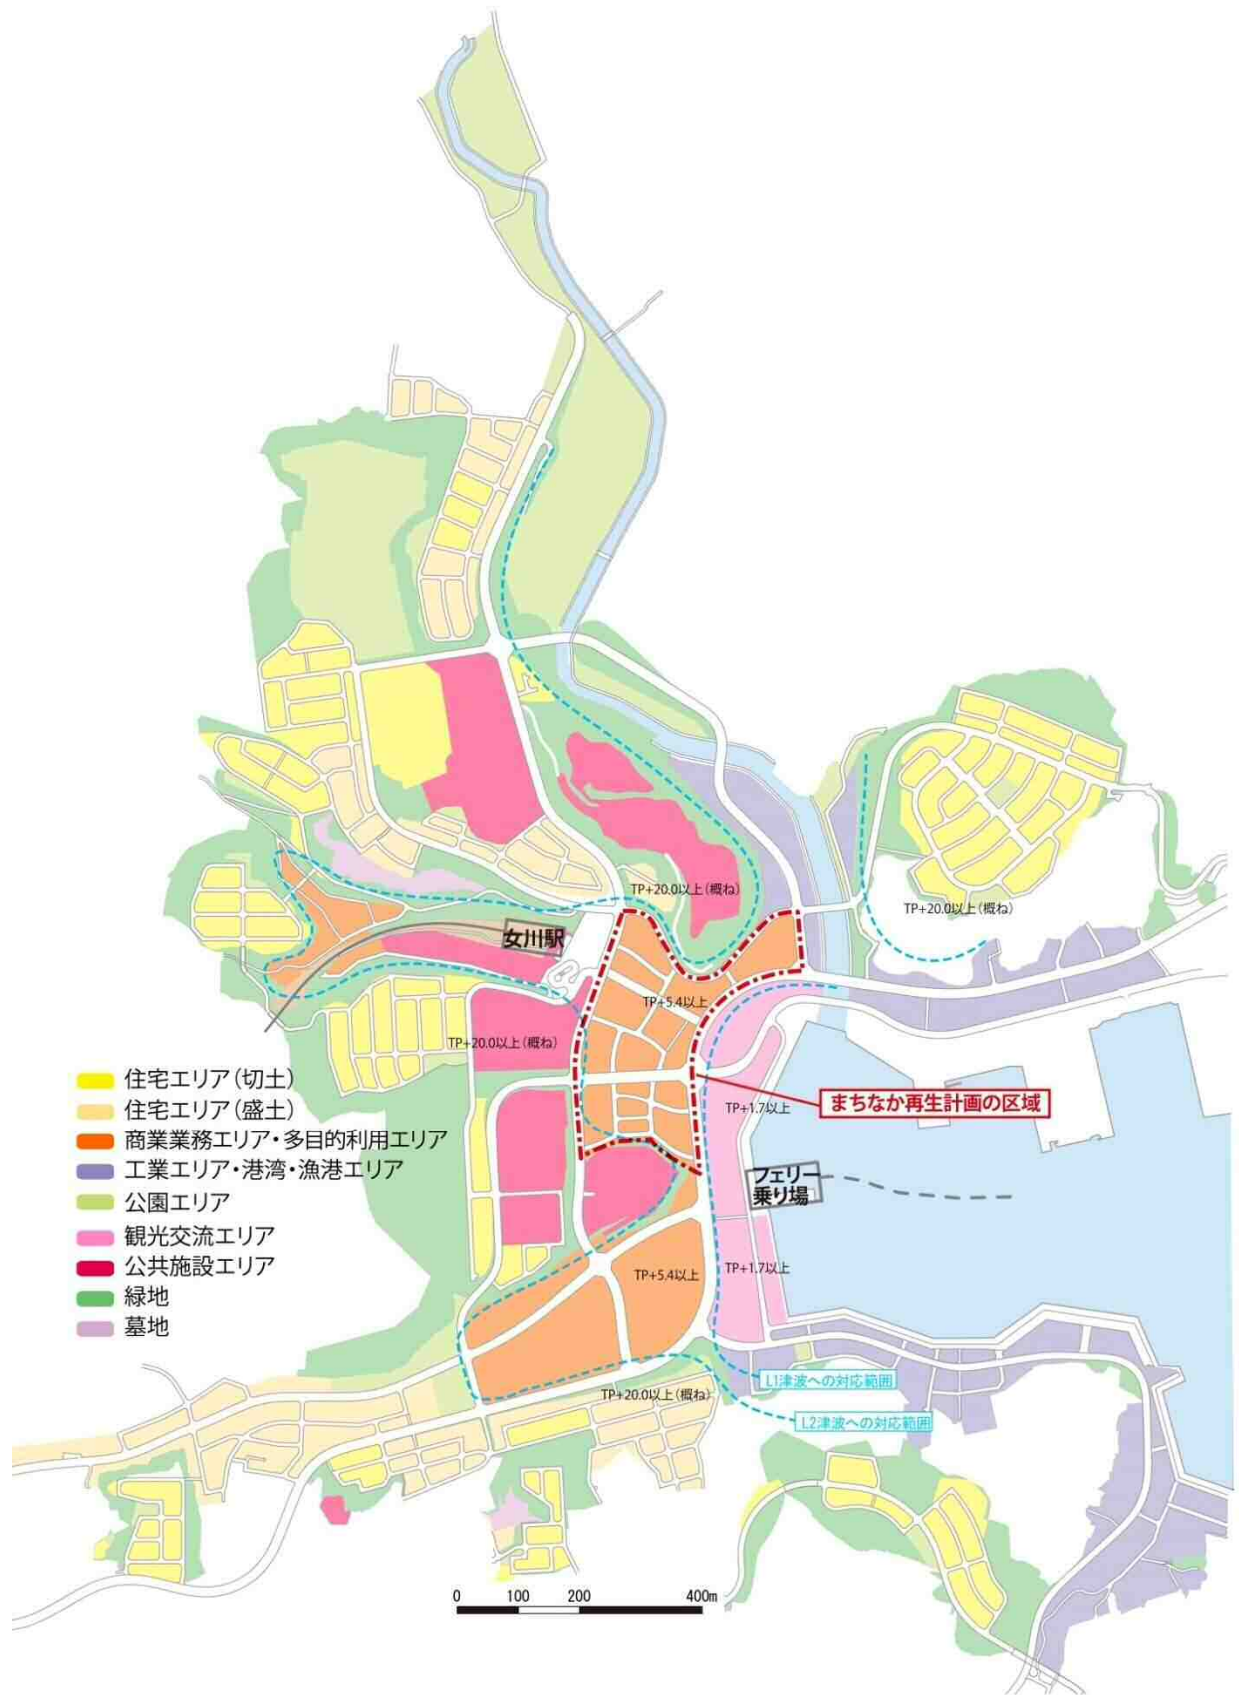 TP+20.0以上(概ね)
TP+20.0以上(概ね)
女川駅
TP+5.4以上
TP+20.0以上(概ね)
住宅エリア(切土)
住宅エリア(盛土)
商業業務エリア・多目的利用エリア
工業エリア・港湾・漁港エリア
公園エリア
観光交流エリア
公共施設エリア
緑地
墓地
まちなか再生計画の区域
TP+1.7以上
フェリー
乗り場
TP+5.4以上
TP+1.7以上
L1津波への対応範囲
TP+20.0以上(概ね)
L2津波への対応範囲
0 100 200 400m